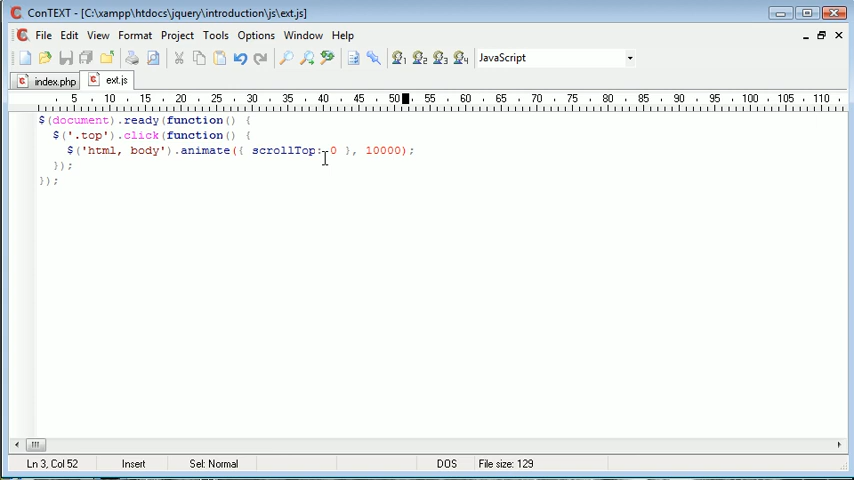 ConTEXT - [C:\xampp\htdocs\jquery\introduction\js\ext.js]
File Edit View Format Project Tools Options Window Help
JavaScript
index.php ext.js
5 10 15 20 25 30 35 40 45 50 55 60 65 70 75 80 85 90 95 100 105 110
$(document).ready(function() {
$('.top').click(function() {
$('html, body').animate({ scrollTop: 0 }, 10000);
});
});
Ln 3, Col 52 Insert Sel: Normal DOS File size: 129